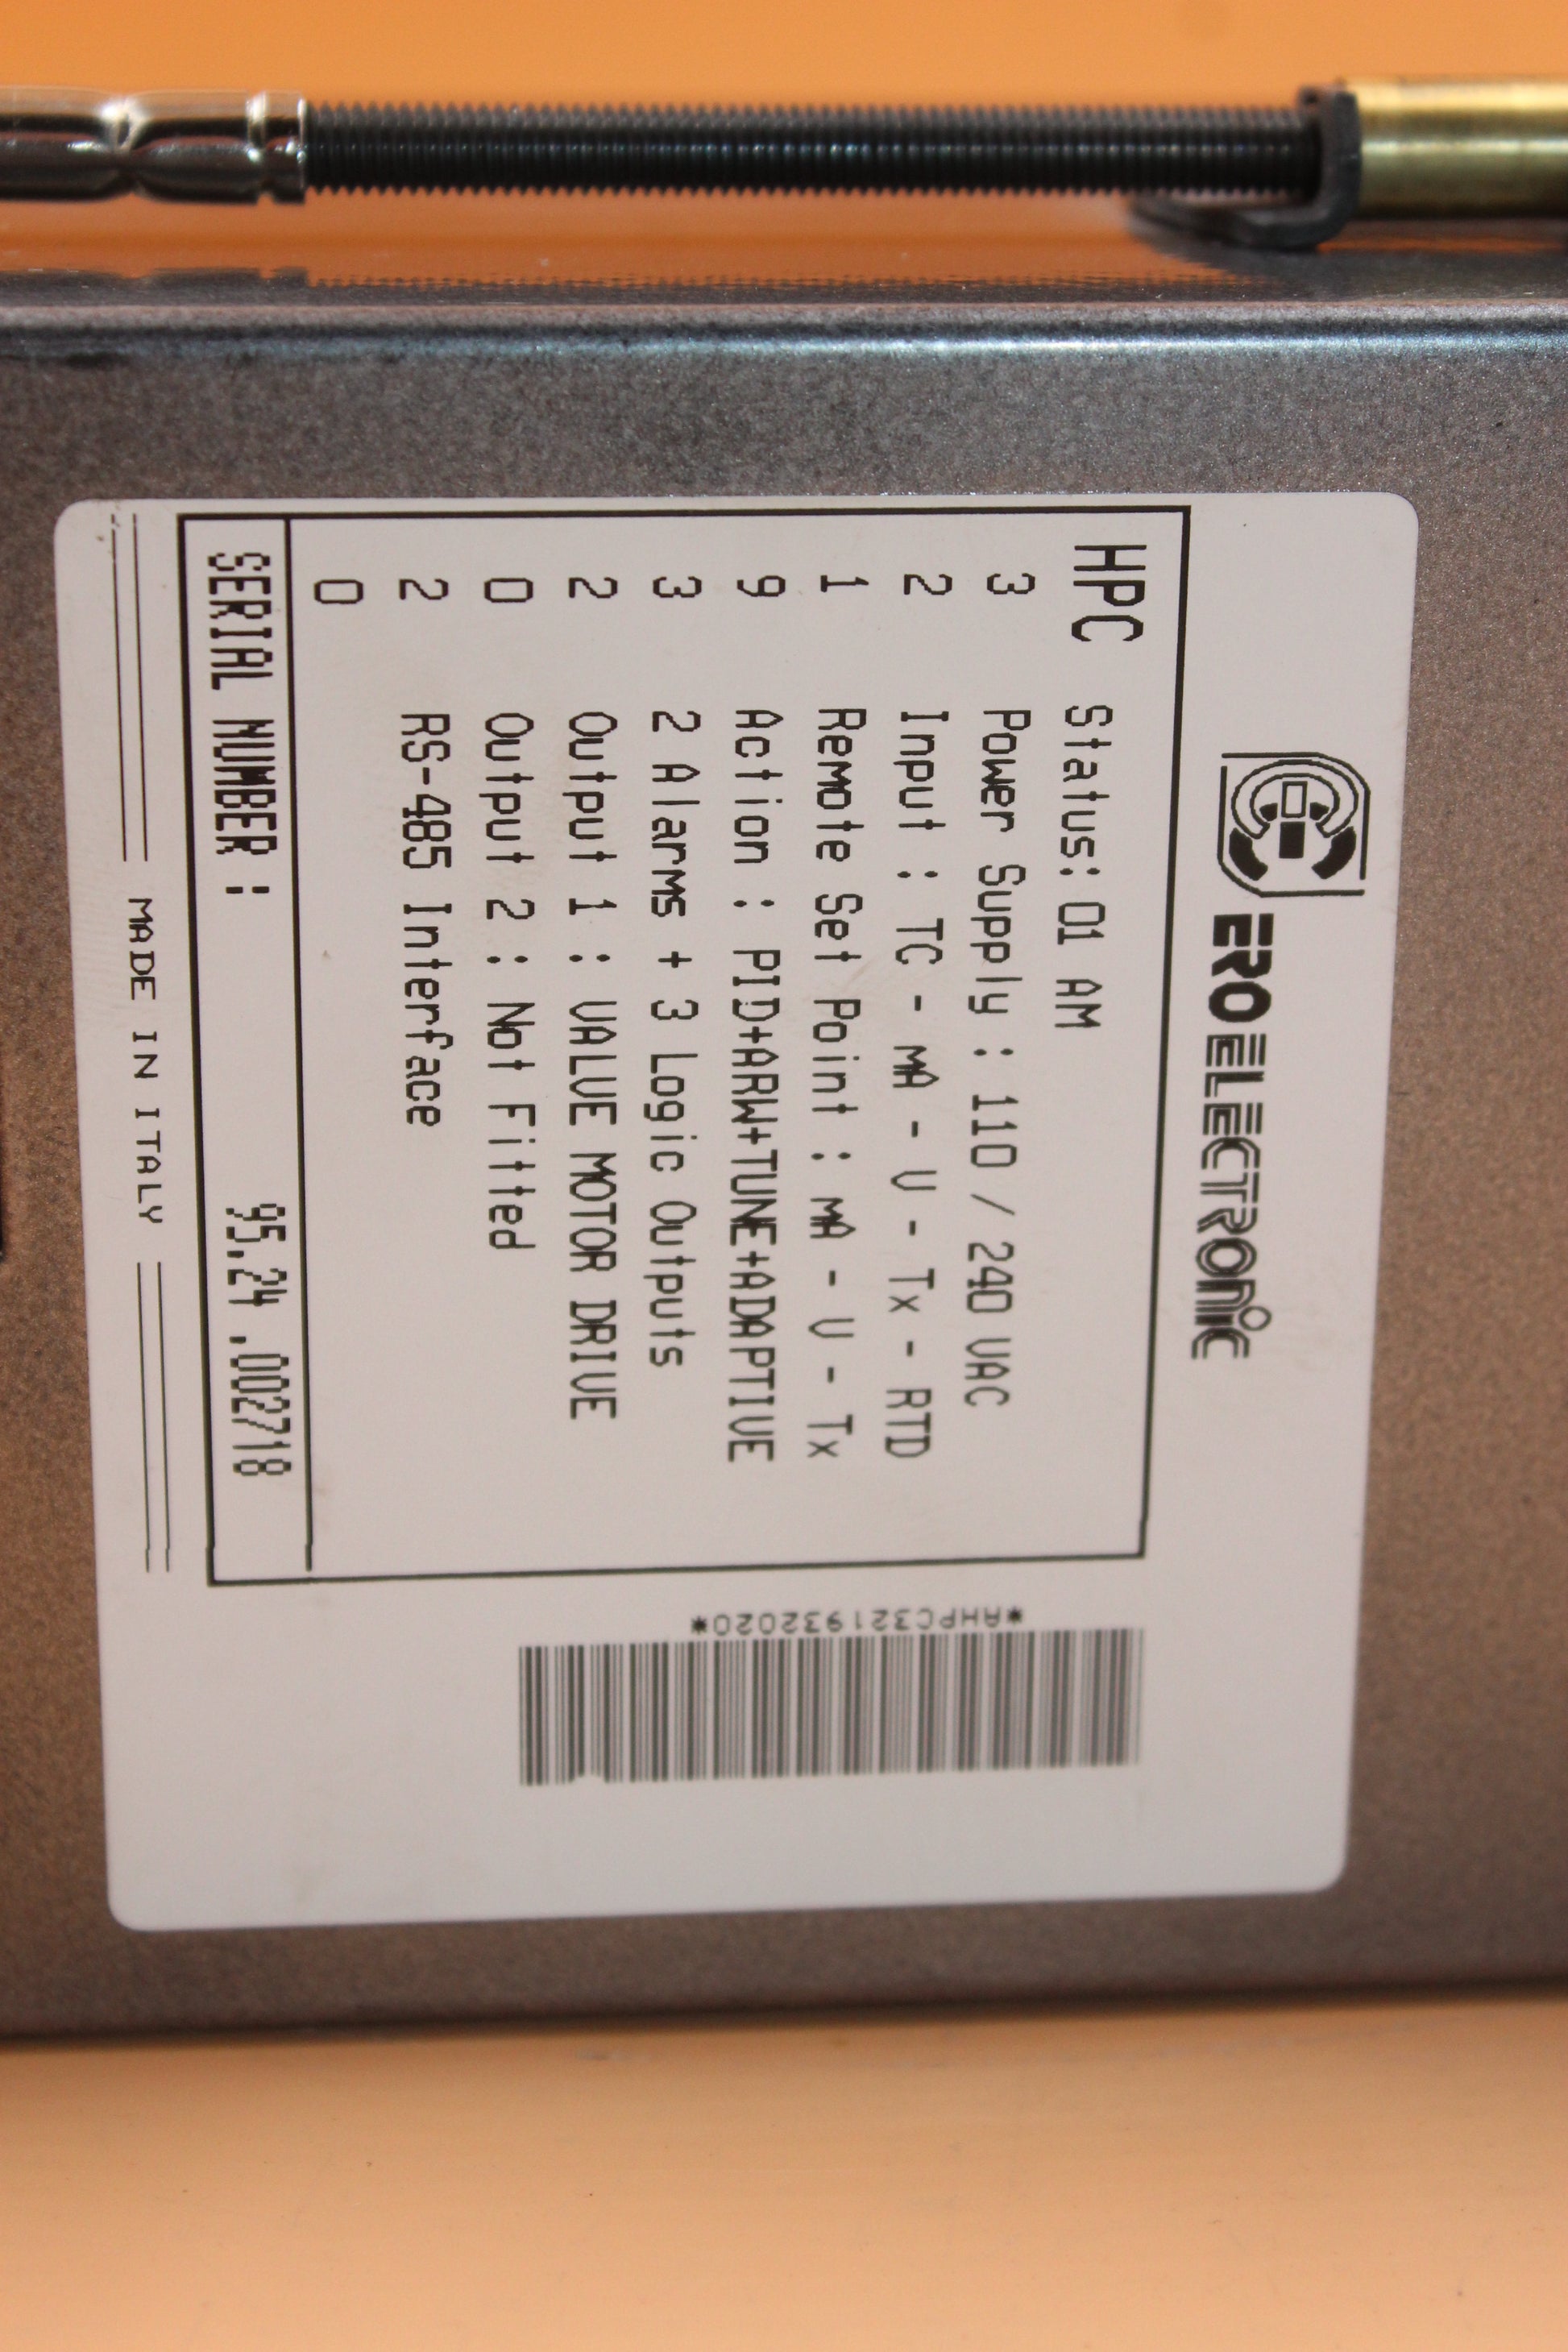 ERO ELECTRONIC
HPC Status: 01 AM
3 Power Supply : 110 / 240 VAC
2 Input : TC - mA - V - Tx - RTD
1 Remote Set Point : mA - V - Tx
9 Action : PID+ARW+TUNE+ADAPTIVE
3 2 Alarms + 3 Logic Outputs
2 Output 1 : VALVE MOTOR DRIVE
0 Output 2 : Not Fitted
2 RS-485 Interface
0
SERIAL NUMBER : 95.24 .002718
MADE IN ITALY
*AHPC321932020*